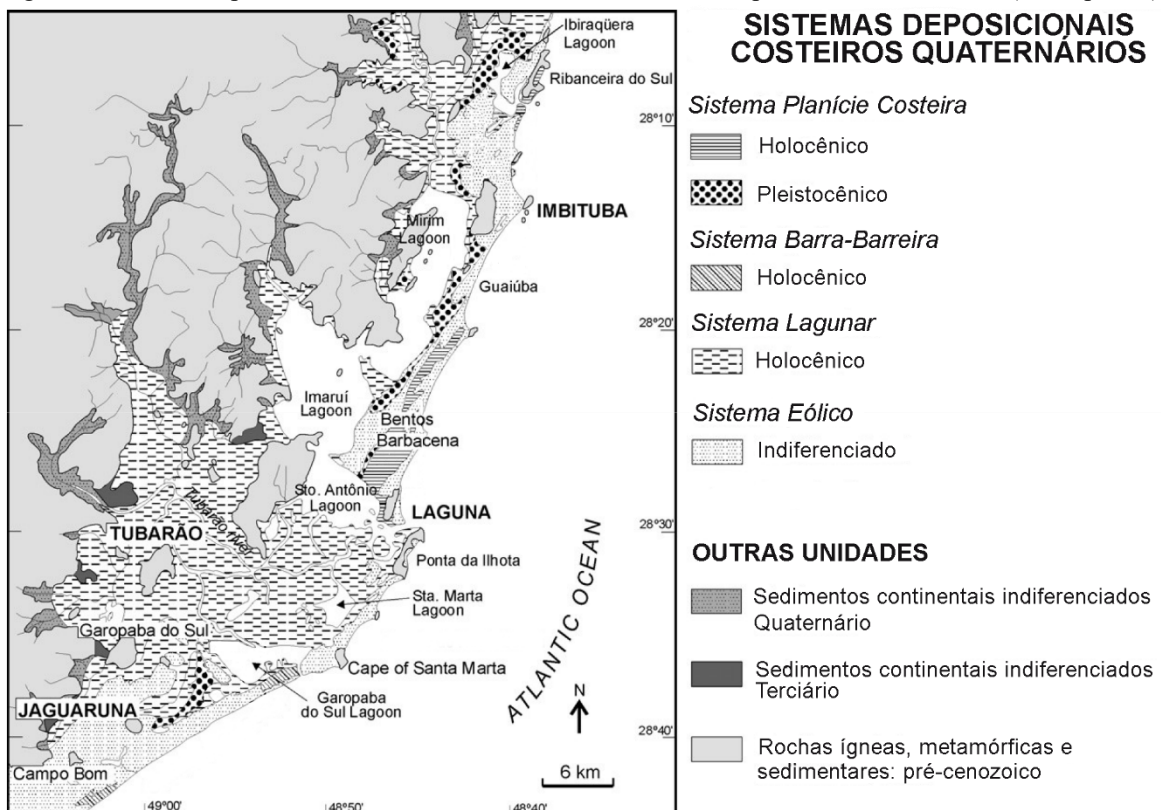 Ibiraqüera
Lagoon
Ribanceira do Sul
28°10'
IMBITUBA
Mirim
Lagoon
Guaiúba
28°20'
Imaruí
Lagoon
Bentos
Barbacena
Sto. Antônio
Lagoon
LAGUNA
28°30'
Tubarão river
TUBARÃO
Ponta da Ilhota
Sta. Marta
Lagoon
Garopaba do Sul
Cape of Santa Marta
ATLANTIC OCEAN
N
JAGUARUNA
Garopaba
do Sul Lagoon
28°40'
Campo Bom
6 km
49°00'
48°50'
48°40'
SISTEMAS DEPOSICIONAIS
COSTEIROS QUATERNÁRIOS
Sistema Planície Costeira
Holocênico
Pleistocênico
Sistema Barra-Barreira
Holocênico
Sistema Lagunar
Holocênico
Sistema Eólico
Indiferenciado
OUTRAS UNIDADES
Sedimentos continentais indiferenciados
Quaternário
Sedimentos continentais indiferenciados
Terciário
Rochas ígneas, metamórficas e
sedimentares: pré-cenozoico